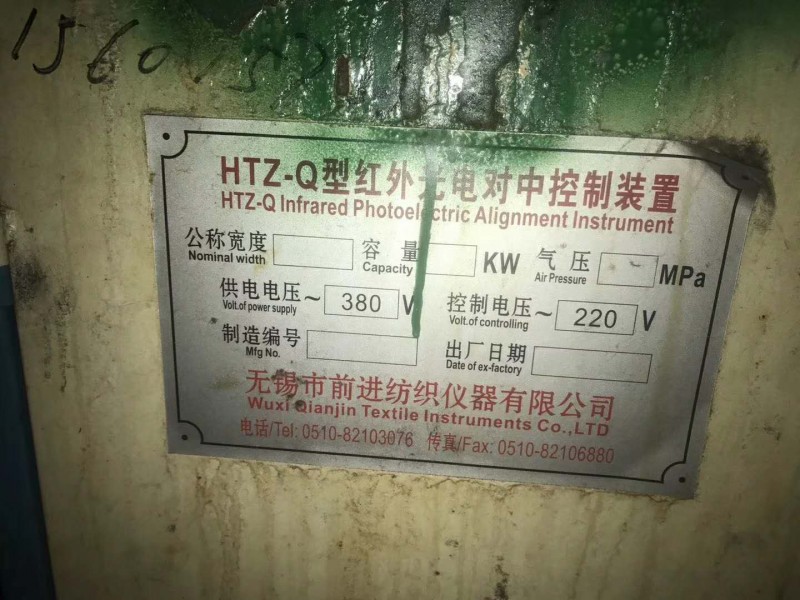 HTZ-Q型红外光电对中控制装置
HTZ-Q Infrared Photoelectric Alignment Instrument
公称宽度 容量 KW 气压 MPa
Nominal width Capacity Air Pressure
供电电压~ 380 V 控制电压~ 220 V
Volt.of power supply Volt.of controlling
制造编号 出厂日期
Mfg No. Date of ex-factory
无锡市前进纺织仪器有限公司
Wuxi Qianjin Textile Instruments Co.,LTD
电话/Tel: 0510-82103076 传真/Fax: 0510-82106880